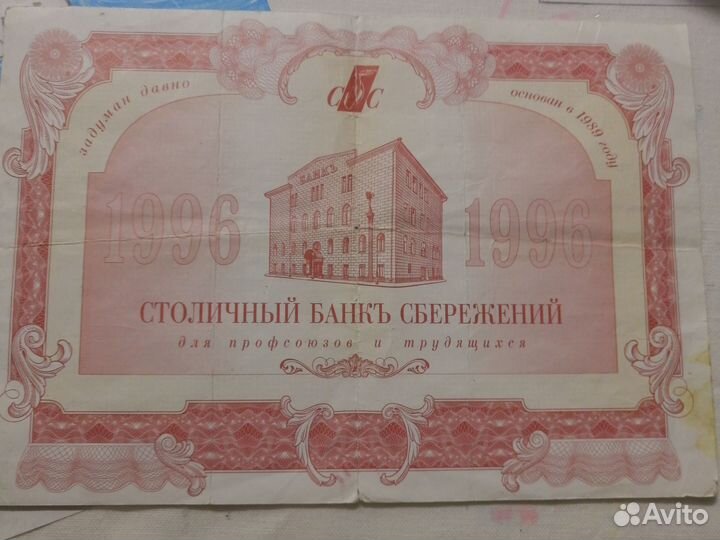 задуман давно
СБС
основан в 1989 году
БАНКЪ
1996
1996
СТОЛИЧНЫЙ БАНКЪ СБЕРЕЖЕНИЙ
для профсоюзов и трудящихся
Avito